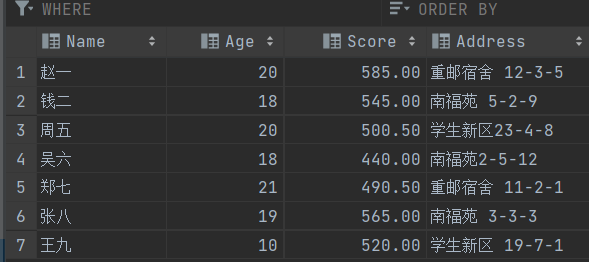 WHERE ORDER BY
Name Age Score Address
1 赵一 20 585.00 重邮宿舍 12-3-5
2 钱二 18 545.00 南福苑 5-2-9
3 周五 20 500.50 学生新区23-4-8
4 吴六 18 440.00 南福苑2-5-12
5 郑七 21 490.50 重邮宿舍 11-2-1
6 张八 19 565.00 南福苑 3-3-3
7 王九 10 520.00 学生新区 19-7-1